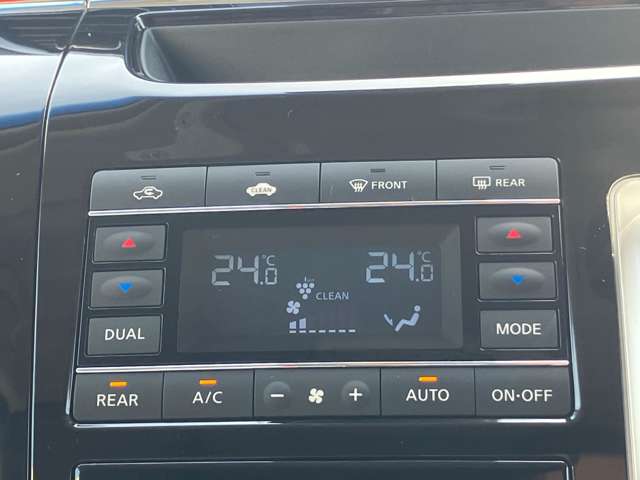 CLEAN FRONT REAR
24.0°C 24.0°C
CLEAN
DUAL MODE
REAR A/C − + AUTO ON·OFF